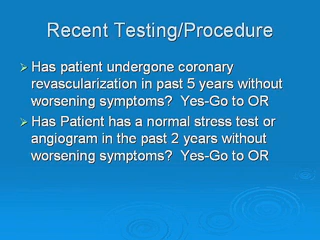 Recent Testing/Procedure
Has patient undergone coronary
revascularization in past 5 years without
worsening symptoms? Yes-Go to OR
Has Patient has a normal stress test or
angiogram in the past 2 years without
worsening symptoms? Yes-Go to OR